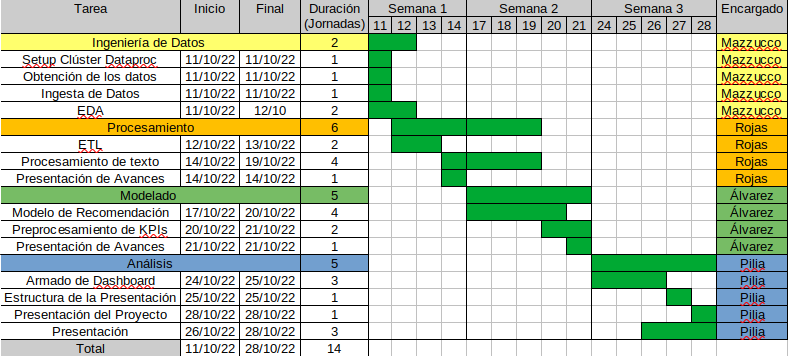 Tarea Inicio Final Duración (Jornadas) Semana 1 Semana 2 Semana 3 Encargado
11 12 13 14 17 18 19 20 21 24 25 26 27 28
Ingeniería de Datos 2 Mazzucco
Setup Clúster Dataproc 11/10/22 11/10/22 1 Mazzucco
Obtención de los datos 11/10/22 11/10/22 1 Mazzucco
Ingesta de Datos 11/10/22 11/10/22 1 Mazzucco
EDA 11/10/22 12/10 2 Mazzucco
Procesamiento 6 Rojas
ETL 12/10/22 13/10/22 2 Rojas
Procesamiento de texto 14/10/22 19/10/22 4 Rojas
Presentación de Avances 14/10/22 14/10/22 1 Rojas
Modelado 5 Álvarez
Modelo de Recomendación 17/10/22 20/10/22 4 Álvarez
Preprocesamiento de KPIs 20/10/22 21/10/22 2 Álvarez
Presentación de Avances 21/10/22 21/10/22 1 Álvarez
Análisis 5 Pilia
Armado de Dashboard 24/10/22 25/10/22 3 Pilia
Estructura de la Presentación 25/10/22 25/10/22 1 Pilia
Presentación del Proyecto 28/10/22 28/10/22 1 Pilia
Presentación 26/10/22 28/10/22 3 Pilia
Total 11/10/22 28/10/22 14